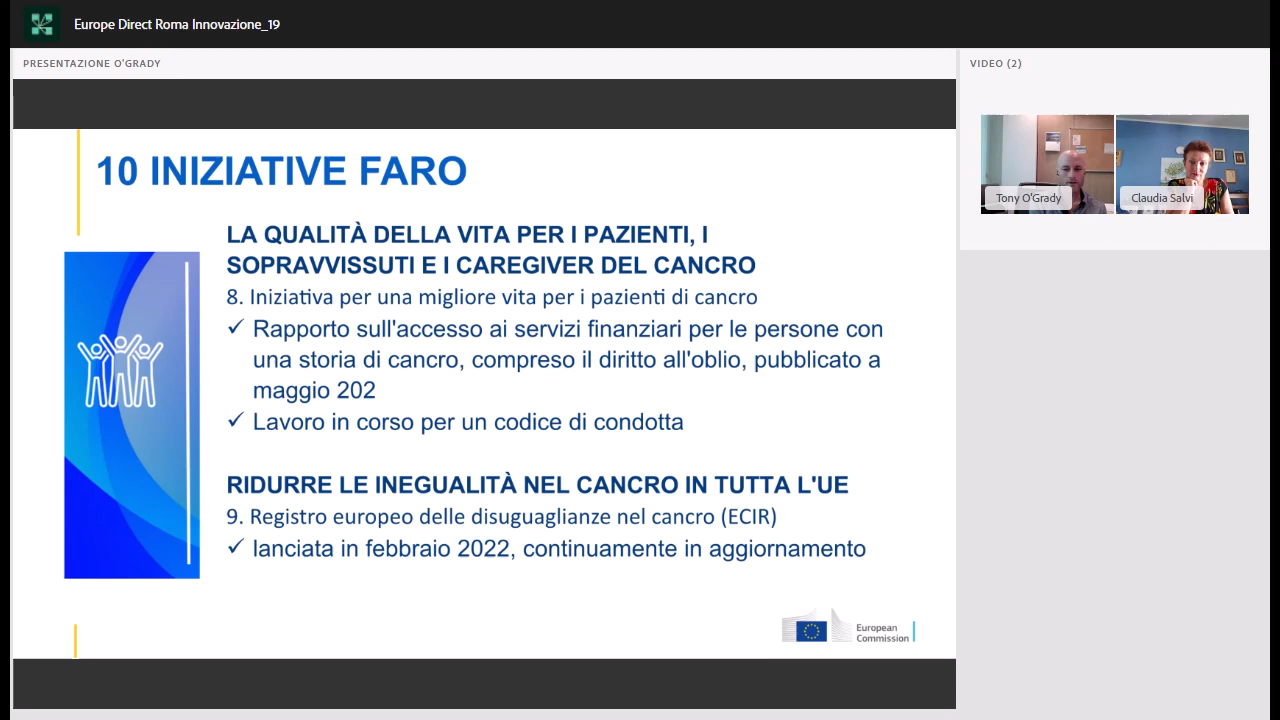 Europe Direct Roma Innovazione_19
PRESENTAZIONE O'GRADY
VIDEO (2)
10 INIZIATIVE FARO
LA QUALITÀ DELLA VITA PER I PAZIENTI, I
SOPRAVVISSUTI E I CAREGIVER DEL CANCRO
8. Iniziativa per una migliore vita per i pazienti di cancro
✓ Rapporto sull'accesso ai servizi finanziari per le persone con
una storia di cancro, compreso il diritto all'oblio, pubblicato a
maggio 202
✓ Lavoro in corso per un codice di condotta
RIDURRE LE INEGUALITÀ NEL CANCRO IN TUTTA L'UE
9. Registro europeo delle disuguaglianze nel cancro (ECIR)
✓ lanciata in febbraio 2022, continuamente in aggiornamento
European
Commission
Tony O'Grady
Claudia Salvi